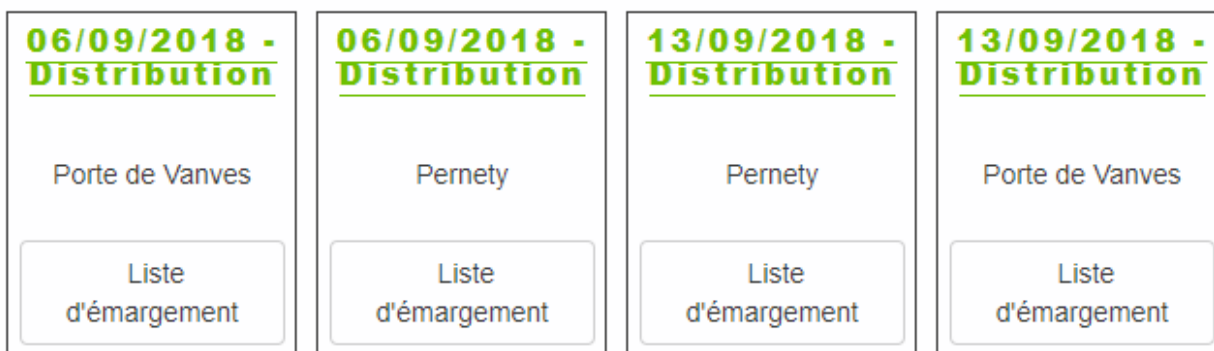 06/09/2018 -
Distribution
Porte de Vanves
Liste
d'émargement
06/09/2018 -
Distribution
Pernety
Liste
d'émargement
13/09/2018 -
Distribution
Pernety
Liste
d'émargement
13/09/2018 -
Distribution
Porte de Vanves
Liste
d'émargement